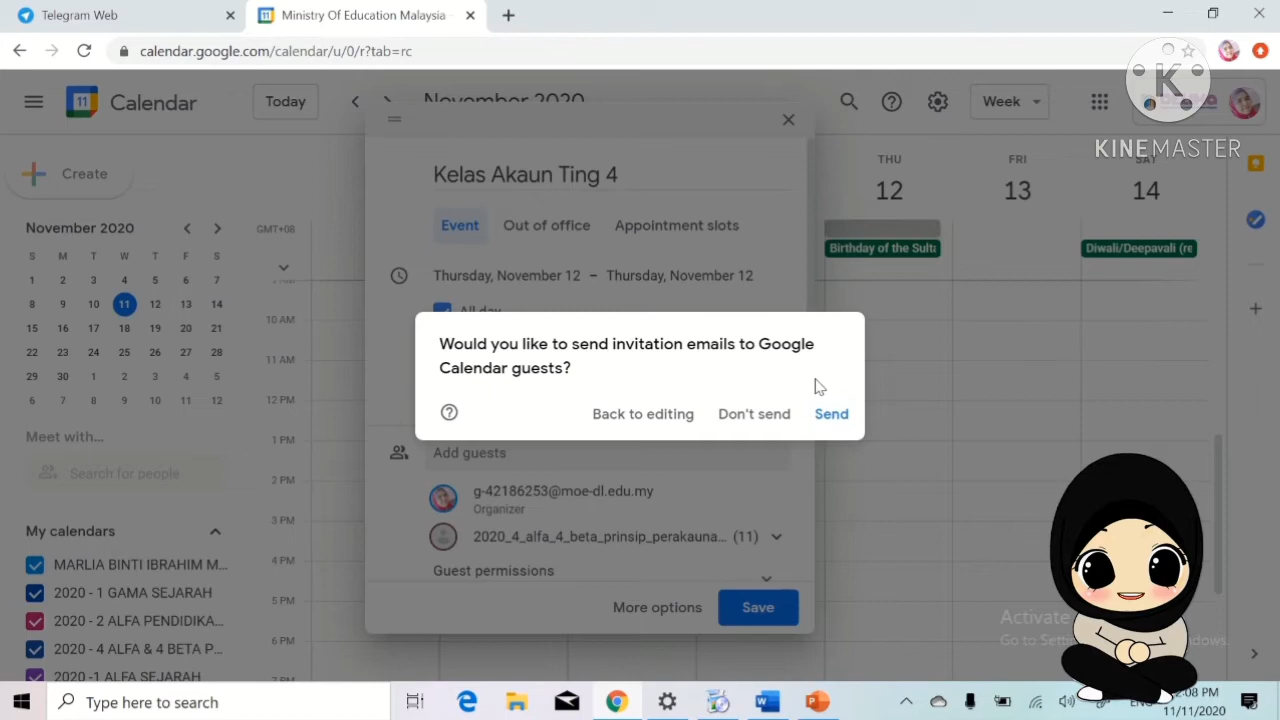 Telegram Web
Ministry Of Education Malaysia -
calendar.google.com/calendar/u/0/r?tab=rc
Calendar
Today
November 2020
Week
K
KINEMASTER
Create
Kelas Akaun Ting 4
Event
Out of office
Appointment slots
THU
FRI
SAT
12
13
14
November 2020
GMT+08
S M T W T F S
1 2 3 4 5 6 7
8 9 10 11 12 13 14
15 16 17 18 19 20 21
22 23 24 25 26 27 28
29 30 1 2 3 4 5
6 7 8 9 10 11 12
Birthday of the Sulta
Diwali/Deepavali (re
Thursday, November 12 – Thursday, November 12
All day
10 AM
11 AM
12 PM
1 PM
2 PM
3 PM
4 PM
5 PM
6 PM
Would you like to send invitation emails to Google
Calendar guests?
Back to editing
Don't send
Send
Meet with...
Search for people
Add guests
g-42186253@moe-dl.edu.my
Organizer
2020_4_alfa_4_beta_prinsip_perakauna... (11)
Guest permissions
More options
Save
My calendars
MARLIA BINTI IBRAHIM M...
2020 - 1 GAMA SEJARAH
2020 - 2 ALFA PENDIDIKA...
2020 - 4 ALFA & 4 BETA P...
2020 - 1 ALFA SEJARAH
Activate
Type here to search
11/11/2020